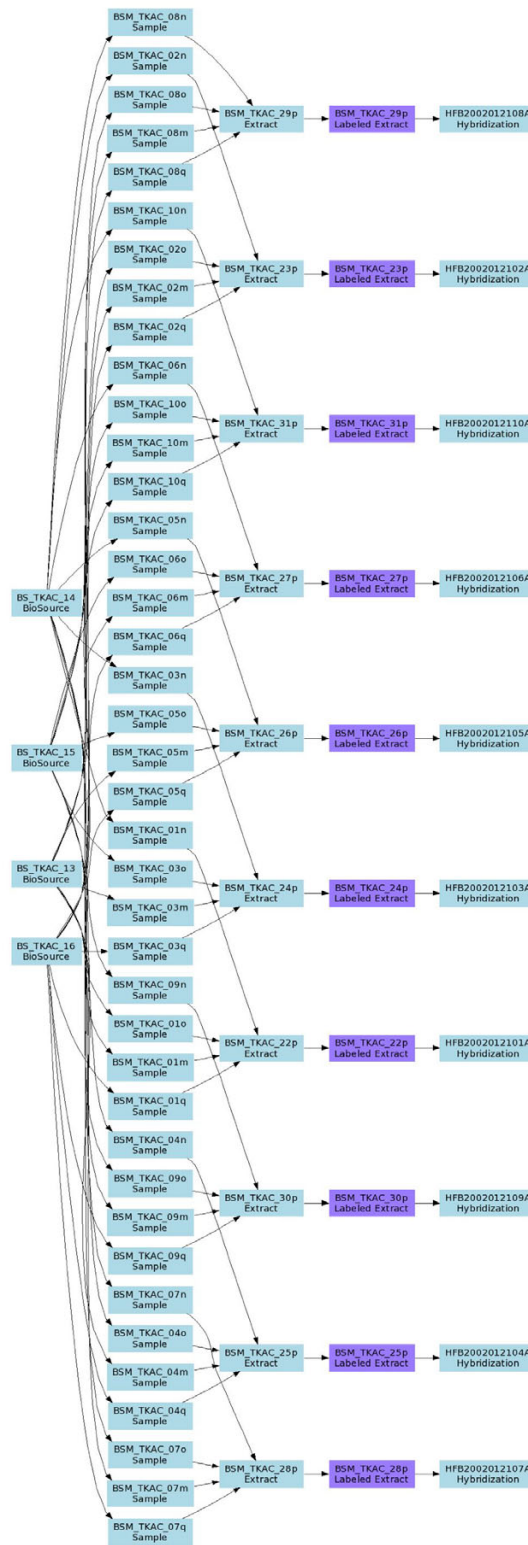 BSM_TKAC_08n
Sample
BSM_TKAC_02n
Sample
BSM_TKAC_08o
Sample
BSM_TKAC_08m
Sample
BSM_TKAC_08q
Sample
BSM_TKAC_10n
Sample
BSM_TKAC_02o
Sample
BSM_TKAC_02m
Sample
BSM_TKAC_02q
Sample
BSM_TKAC_06n
Sample
BSM_TKAC_10o
Sample
BSM_TKAC_10m
Sample
BSM_TKAC_10q
Sample
BSM_TKAC_05n
Sample
BSM_TKAC_06o
Sample
BSM_TKAC_06m
Sample
BSM_TKAC_06q
Sample
BSM_TKAC_03n
Sample
BSM_TKAC_05o
Sample
BSM_TKAC_05m
Sample
BSM_TKAC_05q
Sample
BSM_TKAC_01n
Sample
BSM_TKAC_03o
Sample
BSM_TKAC_03m
Sample
BSM_TKAC_03q
Sample
BSM_TKAC_09n
Sample
BSM_TKAC_01o
Sample
BSM_TKAC_01m
Sample
BSM_TKAC_01q
Sample
BSM_TKAC_04n
Sample
BSM_TKAC_09o
Sample
BSM_TKAC_09m
Sample
BSM_TKAC_09q
Sample
BSM_TKAC_07n
Sample
BSM_TKAC_04o
Sample
BSM_TKAC_04m
Sample
BSM_TKAC_04q
Sample
BSM_TKAC_07o
Sample
BSM_TKAC_07m
Sample
BSM_TKAC_07q
Sample
BS_TKAC_14
BioSource
BS_TKAC_15
BioSource
BS_TKAC_13
BioSource
BS_TKAC_16
BioSource
BSM_TKAC_29p
Extract
BSM_TKAC_29p
Labeled Extract
HFB2002012108A
Hybridization
BSM_TKAC_23p
Extract
BSM_TKAC_23p
Labeled Extract
HFB2002012102A
Hybridization
BSM_TKAC_31p
Extract
BSM_TKAC_31p
Labeled Extract
HFB2002012110A
Hybridization
BSM_TKAC_27p
Extract
BSM_TKAC_27p
Labeled Extract
HFB2002012106A
Hybridization
BSM_TKAC_26p
Extract
BSM_TKAC_26p
Labeled Extract
HFB2002012105A
Hybridization
BSM_TKAC_24p
Extract
BSM_TKAC_24p
Labeled Extract
HFB2002012103A
Hybridization
BSM_TKAC_22p
Extract
BSM_TKAC_22p
Labeled Extract
HFB2002012101A
Hybridization
BSM_TKAC_30p
Extract
BSM_TKAC_30p
Labeled Extract
HFB2002012109A
Hybridization
BSM_TKAC_25p
Extract
BSM_TKAC_25p
Labeled Extract
HFB2002012104A
Hybridization
BSM_TKAC_28p
Extract
BSM_TKAC_28p
Labeled Extract
HFB2002012107A
Hybridization